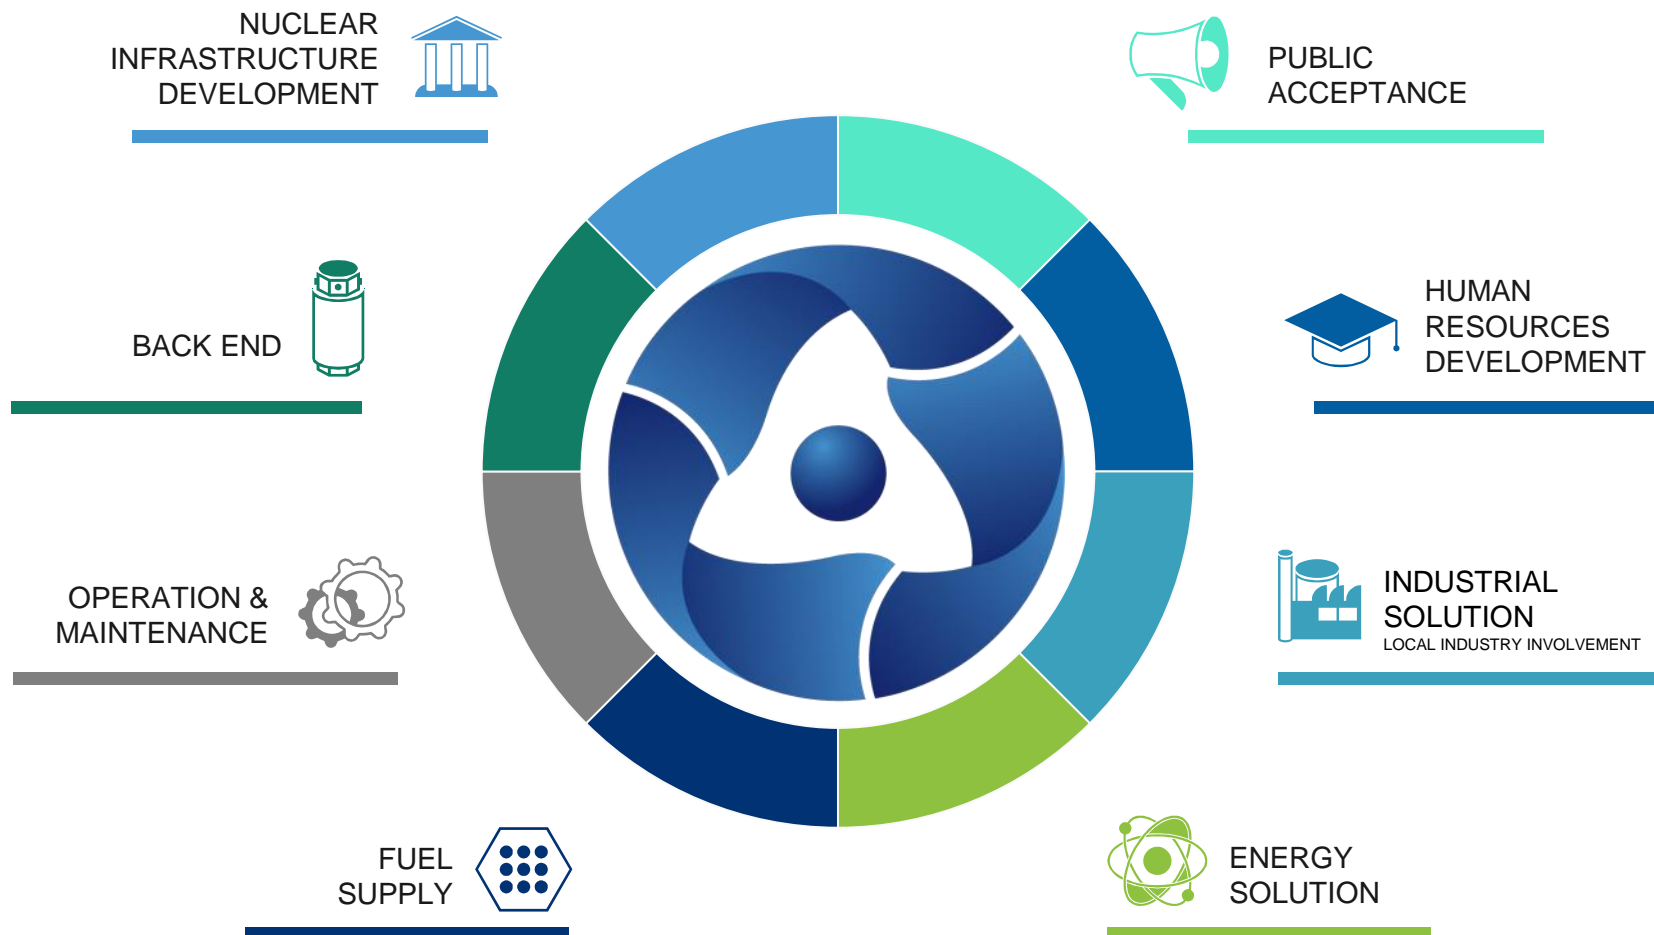 NUCLEAR
INFRASTRUCTURE
DEVELOPMENT
PUBLIC
ACCEPTANCE
BACK END
HUMAN
RESOURCES
DEVELOPMENT
OPERATION &
MAINTENANCE
INDUSTRIAL
SOLUTION
LOCAL INDUSTRY INVOLVEMENT
FUEL
SUPPLY
ENERGY
SOLUTION